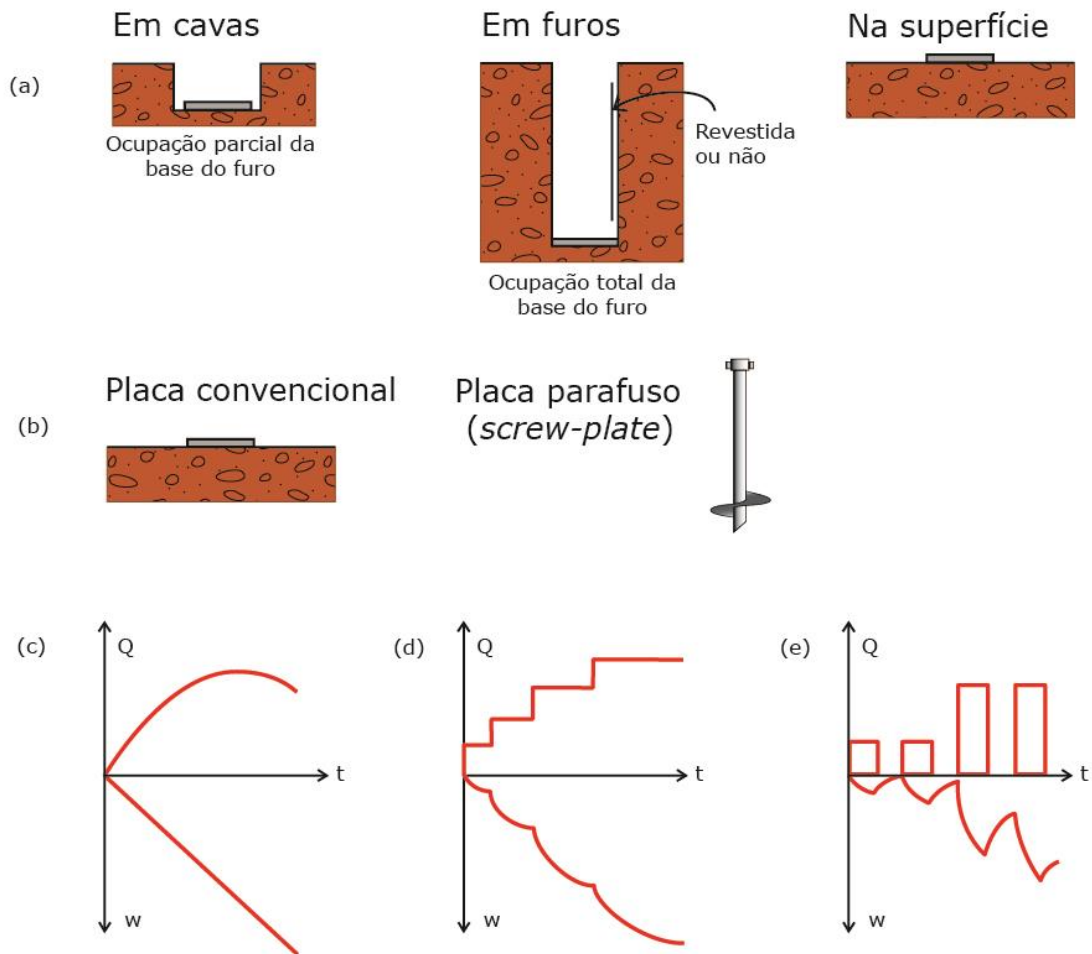 Em cavas
Em furos
Na superfície
(a)
Ocupação parcial da
base do furo
Revestida
ou não
Ocupação total da
base do furo
(b)
Placa convencional
Placa parafuso
(screw-plate)
(c)
Q
t
w
(d)
Q
t
w
(e)
Q
t
w